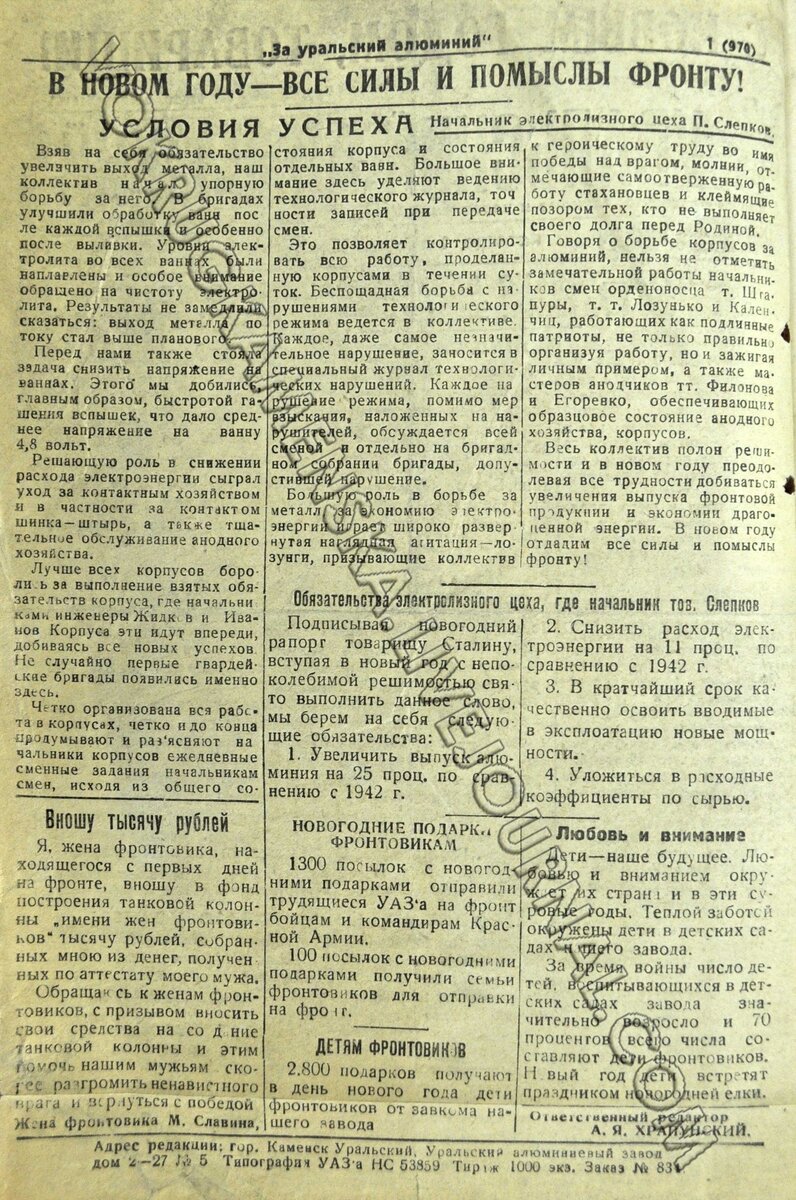 „За уральский алюминий"
1 (970)
В НОВОМ ГОДУ—ВСЕ СИЛЫ И ПОМЫСЛЫ ФРОНТУ!
УСЛОВИЯ УСПЕХА
Начальник электролизного цеха П. Слепков.
Взяв на себя обязательство
увеличить выход металла, наш
коллектив начал упорную
борьбу за него. В бригадах
улучшили обработку ванн пос
ле каждой вспышки и особенно
после выливки. Уровни элек-
тролита во всех ваннах были
наплавлены и особое внимание
обращено на чистоту электро-
лита. Результаты не замедлили
сказаться: выход металла по
току стал выше планового.
Перед нами также стояла
задача снизить напряжение на
ваннах. Этого мы добились,
главным образом, быстротой га-
шения вспышек, что дало сред-
нее напряжение на ванну
4,8 вольт.
Решающую роль в снижении
расхода электроэнергии сыграл
уход за контактным хозяйством
и в частности за контактом
шинка—штырь, а также тща-
тельное обслуживание анодного
хозяйства.
Лучше всех корпусов боро-
лись за выполнение взятых обя-
зательств корпуса, где начальни
ками инженеры Жидков и Ива-
нов Корпуса эти идут впереди,
добиваясь все новых успехов.
Не случайно первые гвардей-
ские бригады появились именно
здесь.
Четко организована вся рабо-
та в корпусах, четко и до конца
продумывают и раз'ясняют на
чальники корпусов ежедневные
сменные задания начальникам
смен, исходя из общего со-
стояния корпуса и состояния
отдельных ванн. Большое вни-
мание здесь уделяют ведению
технологического журнала, точ
ности записей при передаче
смен.
Это позволяет контролиро-
вать всю работу, проделан-
ную корпусами в течении су-
ток. Беспощадная борьба с на-
рушениями технологического
режима ведется в коллективе.
Каждое, даже самое незначи-
тельное нарушение, заносится в
специальный журнал технологи-
ческих нарушений. Каждое на
рушение режима, помимо мер
взыскания, наложенных на на-
рушителей, обсуждается всей
сменой и отдельно на бригад-
ном собрании бригады, допу-
стившей нарушение.
Большую роль в борьбе за
металл, за экономию электро-
энергии играет широко развер-
нутая наглядная агитация—ло-
зунги, призывающие коллектив
к героическому труду во имя
победы над врагом, молнии, от-
мечающие самоотверженную ра-
боту стахановцев и клеймящие
позором тех, кто не выполняет
своего долга перед Родиной.
Говоря о борьбе корпусов за
алюминий, нельзя не отметить
замечательной работы начальни-
ков смен орденоносца т. Шга-
пуры, т. т. Лозунько и Кален-
чиц, работающих как подлинные
патриоты, не только правильно
организуя работу, но и зажигая
личным примером, а также ма-
стеров анодчиков тт. Филонова
и Егоревко, обеспечивающих
образцовое состояние анодного
хозяйства, корпусов.
Весь коллектив полон реши-
мости и в новом году преодо-
левая все трудности добиваться
увеличения выпуска фронтовой
продукции и экономии драго-
ценной энергии. В новом году
отдадим все силы и помыслы
фронту!
Обязательства электролизного цеха, где начальник тов. Слепков
Подписывая новогодний
рапорт товарищу Сталину,
вступая в новый год с непо-
колебимой решимостью свя-
то выполнить данное слово,
мы берем на себя следую-
щие обязательства:
1. Увеличить выпуск алю-
миния на 25 проц. по срав-
нению с 1942 г.
2. Снизить расход элек-
троэнергии на 11 проц. по
сравнению с 1942 г.
3. В кратчайший срок ка-
чественно освоить вводимые
в эксплоатацию новые мощ-
ности.
4. Уложиться в расходные
коэффициенты по сырью.
Вношу тысячу рублей
Я, жена фронтовика, на-
ходящегося с первых дней
на фронте, вношу в фонд
построения танковой колон-
ны „имени жен фронтови-
ков" тысячу рублей, собран-
ных мною из денег, получен
ных по аттестату моего мужа.
Обращаясь к женам фрон-
товиков, с призывом вносить
свои средства на создание
танковой колонны и этим
помочь нашим мужьям ско-
рее разгромить ненавистного
врага и вернуться с победой
Жена фронтовика М. Славина.
НОВОГОДНИЕ ПОДАРКИ
ФРОНТОВИКАМ
1300 посылок с новогод-
ними подарками отправили
трудящиеся УАЗ'а на фронт
бойцам и командирам Крас-
ной Армии.
100 посылок с новогодними
подарками получили семьи
фронтовиков для отправки
на фронт.
ДЕТЯМ ФРОНТОВИКОВ
2.800 подарков получают
в день нового года дети
фронтовиков от завкома на-
шего завода
Любовь и внимание
Дети—наше будущее. Лю-
бовью и вниманием окру-
жает их страна и в эти су-
ровые годы. Теплой заботой
окружены дети в детских са-
дах нашего завода.
За время войны число де-
тей, воспитывающихся в дет-
ских садах завода зна-
чительно возросло и 70
процентов всего числа со-
ставляют дети фронтовиков.
Новый год дети встретят
праздником новогодней елки.
Ответственный редактор
А. Я. ХРАПУНСКИЙ.
Адрес редакции: гор. Каменск Уральский, Уральский алюминиевый завод
дом 2—27 № 5 Типография УАЗ'а НС 53859 Тираж 1000 экз. Заказ № 83